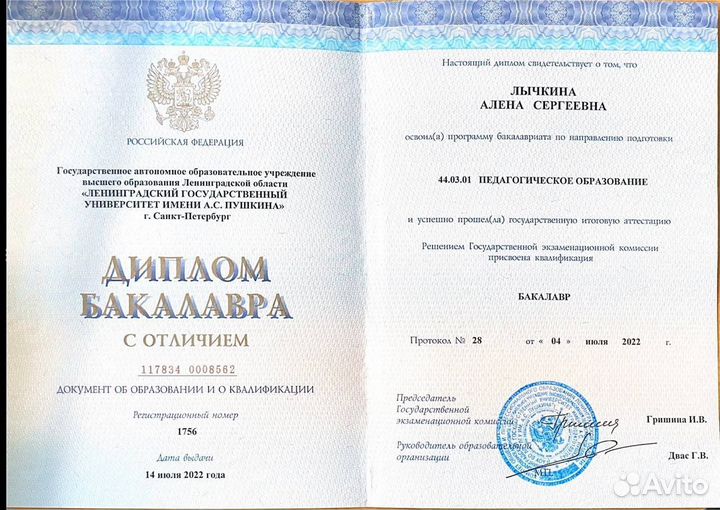 РОССИЙСКАЯ ФЕДЕРАЦИЯ
Государственное автономное образовательное учреждение
высшего образования Ленинградской области
«ЛЕНИНГРАДСКИЙ ГОСУДАРСТВЕННЫЙ
УНИВЕРСИТЕТ ИМЕНИ А.С. ПУШКИНА»
г. Санкт-Петербург
ДИПЛОМ
БАКАЛАВРА
С ОТЛИЧИЕМ
117834 0008562
ДОКУМЕНТ ОБ ОБРАЗОВАНИИ И О КВАЛИФИКАЦИИ
Регистрационный номер
1756
Дата выдачи
14 июля 2022 года
Настоящий диплом свидетельствует о том, что
ЛЫЧКИНА
АЛЕНА СЕРГЕЕВНА
освоил(а) программу бакалавриата по направлению подготовки
44.03.01 ПЕДАГОГИЧЕСКОЕ ОБРАЗОВАНИЕ
и успешно прошел(ла) государственную итоговую аттестацию
Решением Государственной экзаменационной комиссии
присвоена квалификация
БАКАЛАВР
Протокол № 28 от « 04 » июля 2022 г.
Председатель
Государственной
экзаменационной комиссии
Гришина И.В.
Руководитель образовательной
организации
Двас Г.В.
М.П.
Avito